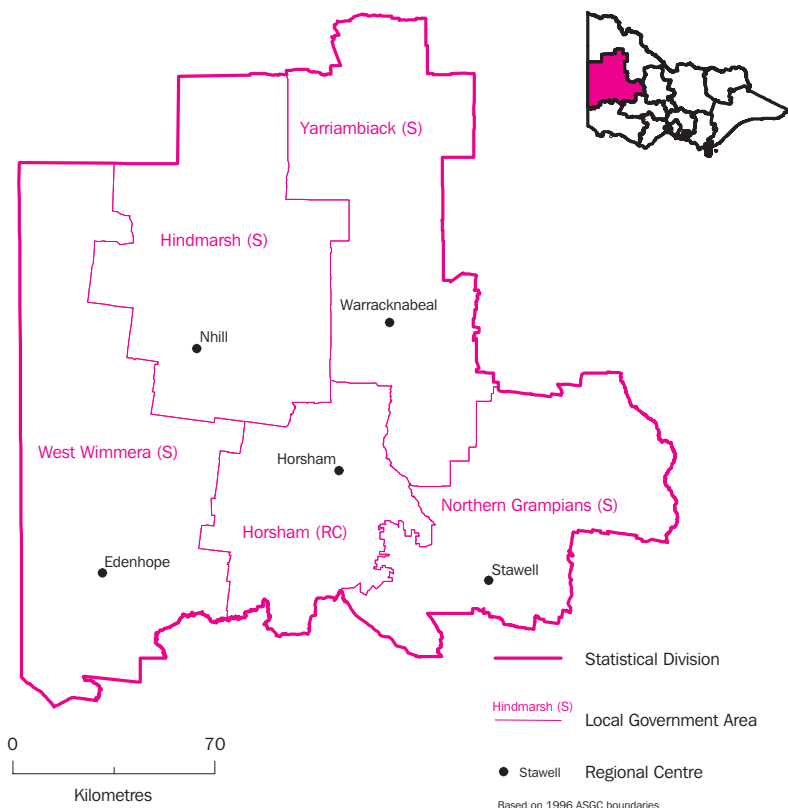 Yarriambiack (S)
Hindmarsh (S)
Warracknabeal
Nhill
West Wimmera (S)
Horsham
Northern Grampians (S)
Horsham (RC)
Edenhope
Stawell
Statistical Division
Hindmarsh (S)
Local Government Area
0 70
Stawell Regional Centre
Kilometres
Based on 1996 ASGC boundaries